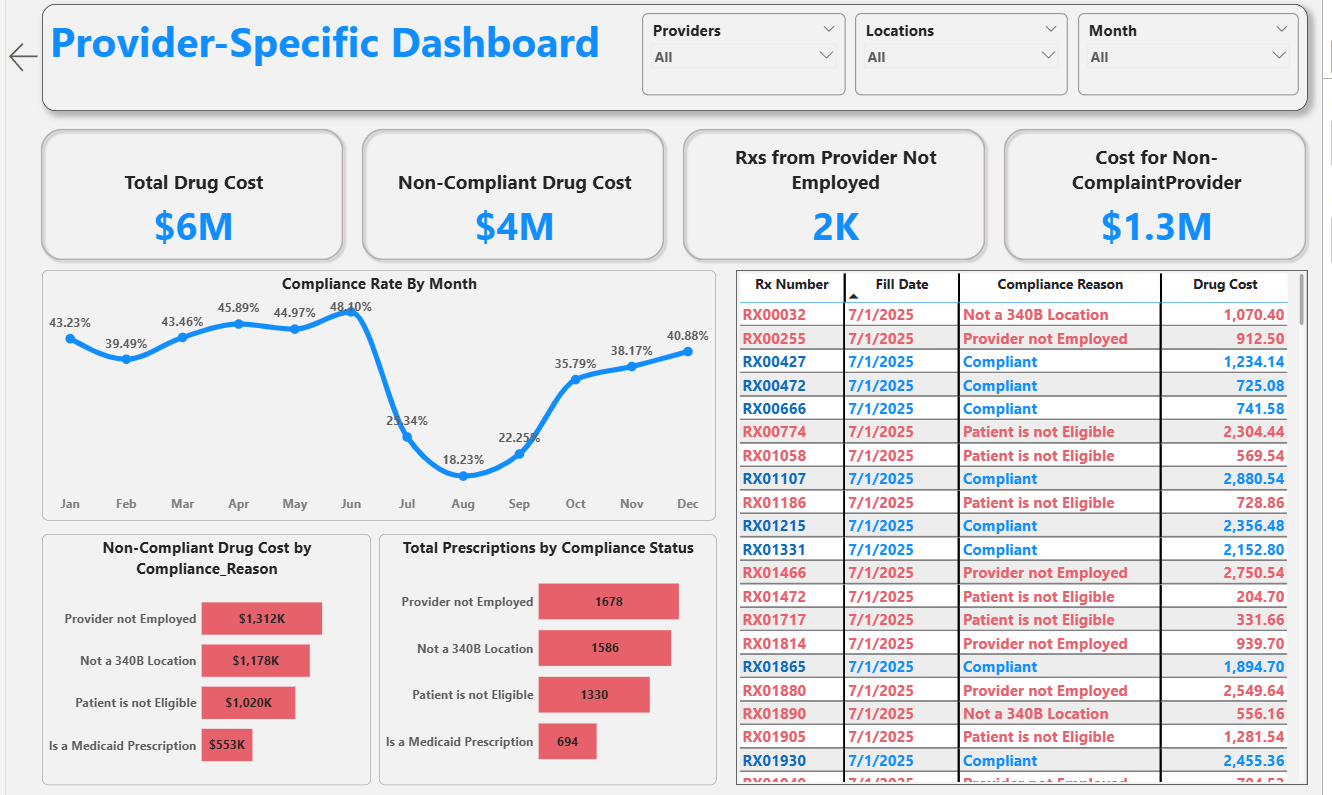 Provider-Specific Dashboard
Providers
All
Locations
All
Month
All
Total Drug Cost
$6M
Non-Compliant Drug Cost
$4M
Rxs from Provider Not
Employed
2K
Cost for Non-
ComplaintProvider
$1.3M
Compliance Rate By Month
43.23%
39.49%
43.46%
45.89%
44.97%
48.10%
25.34%
18.23%
22.25%
35.79%
38.17%
40.88%
Jan Feb Mar Apr May Jun Jul Aug Sep Oct Nov Dec
Non-Compliant Drug Cost by
Compliance_Reason
Provider not Employed $1,312K
Not a 340B Location $1,178K
Patient is not Eligible $1,020K
Is a Medicaid Prescription $553K
Total Prescriptions by Compliance Status
Provider not Employed 1678
Not a 340B Location 1586
Patient is not Eligible 1330
Is a Medicaid Prescription 694
Rx Number Fill Date Compliance Reason Drug Cost
RX00032 7/1/2025 Not a 340B Location 1,070.40
RX00255 7/1/2025 Provider not Employed 912.50
RX00427 7/1/2025 Compliant 1,234.14
RX00472 7/1/2025 Compliant 725.08
RX00666 7/1/2025 Compliant 741.58
RX00774 7/1/2025 Patient is not Eligible 2,304.44
RX01058 7/1/2025 Patient is not Eligible 569.54
RX01107 7/1/2025 Compliant 2,880.54
RX01186 7/1/2025 Patient is not Eligible 728.86
RX01215 7/1/2025 Compliant 2,356.48
RX01331 7/1/2025 Compliant 2,152.80
RX01466 7/1/2025 Provider not Employed 2,750.54
RX01472 7/1/2025 Patient is not Eligible 204.70
RX01717 7/1/2025 Patient is not Eligible 331.66
RX01814 7/1/2025 Provider not Employed 939.70
RX01865 7/1/2025 Compliant 1,894.70
RX01880 7/1/2025 Provider not Employed 2,549.64
RX01890 7/1/2025 Not a 340B Location 556.16
RX01905 7/1/2025 Patient is not Eligible 1,281.54
RX01930 7/1/2025 Compliant 2,455.36
7/1/2025 Provider not Employed